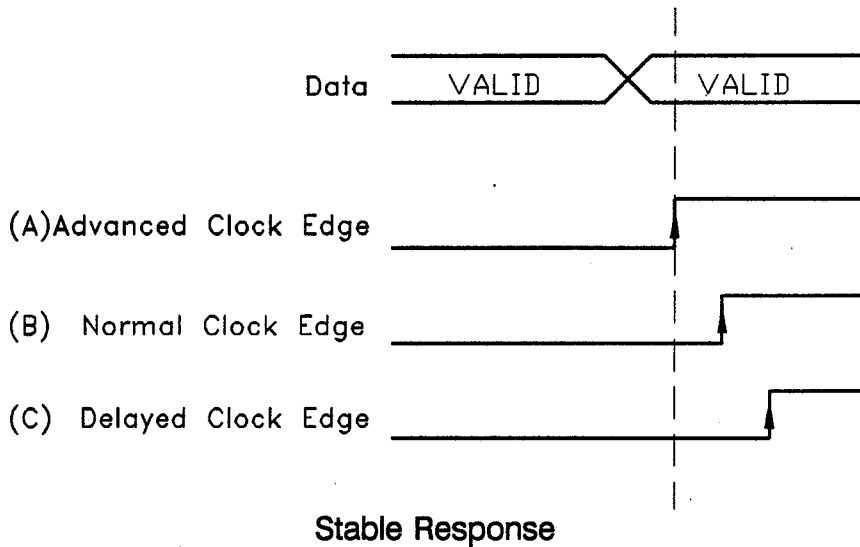 Data VALID VALID
(A)Advanced Clock Edge
(B) Normal Clock Edge
(C) Delayed Clock Edge
Stable Response